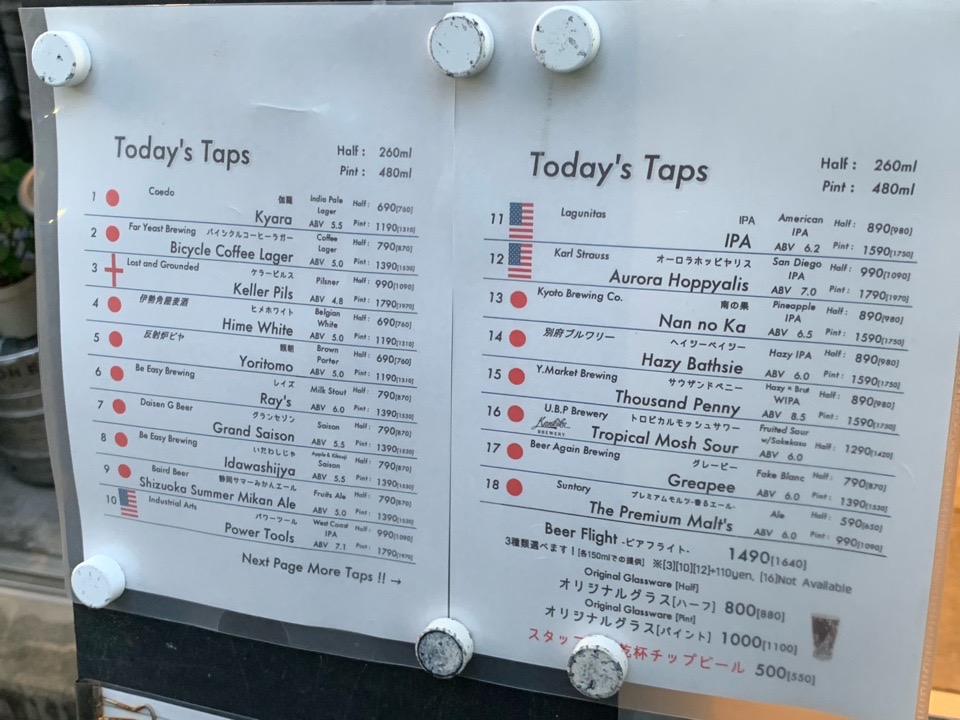 Today's Taps
Half : 260ml
Pint : 480ml
1 Coedo 伽羅 India Pale Lager Half : 690[760]
Kyara ABV 5.5 Pint : 1190[1310]
2 Far Yeast Brewing バインクルコーヒーラガー Coffee Lager Half : 790[870]
Bicycle Coffee Lager ABV 5.0 Pint : 1390[1530]
3 Lost and Grounded ケラーピルス Pilsner Half : 990[1090]
Keller Pils ABV 4.8 Pint : 1790[1970]
4 伊勢角屋麦酒 ヒメホワイト Belgian White Half : 690[760]
Hime White ABV 5.0 Pint : 1190[1310]
5 反射炉ビヤ 頼朝 Brown Porter Half : 690[760]
Yoritomo ABV 5.0 Pint : 1190[1310]
6 Be Easy Brewing レイズ Milk Stout Half : 790[870]
Ray's ABV 6.0 Pint : 1390[1530]
7 Daisen G Beer グランセゾン Saison Half : 790[870]
Grand Saison ABV 5.5 Pint : 1390[1530]
8 Be Easy Brewing いだわしじゃ Saison Half : 790[870]
Idawashijya ABV 5.5 Pint : 1390[1530]
9 Baird Beer 静岡サマーみかんエール Fruits Ale Half : 790[870]
Shizuoka Summer Mikan Ale ABV 5.0 Pint : 1390[1530]
10 Industrial Arts パワーツール West Coast IPA Half : 990[1090]
Power Tools ABV 7.1 Pint : 1790[1970]
Next Page More Taps !! →
Today's Taps
Half : 260ml
Pint : 480ml
11 Lagunitas IPA American IPA Half : 890[980]
IPA ABV 6.2 Pint : 1590[1750]
12 Karl Strauss オーロラホッピヤリス San Diego IPA Half : 990[1090]
Aurora Hoppyalis ABV 7.0 Pint : 1790[1970]
13 Kyoto Brewing Co. 南の果 Pineapple IPA Half : 890[980]
Nan no Ka ABV 6.5 Pint : 1590[1750]
14 別府ブルワリー ヘイジーベイツー Hazy IPA Half : 890[980]
Hazy Bathsie ABV 6.0 Pint : 1590[1750]
15 Y.Market Brewing サウザンドペニー Hazy × Brut WIPA Half : 890[980]
Thousand Penny ABV 8.5 Pint : 1590[1750]
16 U.B.P Brewery トロピカルモッシュサワー Fruited Sour w/Sakekasu Half : 1290[1420]
BREWERY Tropical Mosh Sour ABV 6.0
17 Beer Again Brewing グレーピー Fake Blanc Half : 790[870]
Greapee ABV 6.0 Pint : 1390[1530]
18 Suntory プレミアムモルツ-香るエール- Ale Half : 590[650]
The Premium Malt's ABV 6.0 Pint : 990[1090]
Beer Flight -ビアフライト- 1490[1640]
3種類選べます！[各150mlでの提供] ※[3][10][12]+110yen, [16]Not Available
Original Glassware [Half]
オリジナルグラス[ハーフ] 800[880]
Original Glassware [Pint]
オリジナルグラス[パイント] 1000[1100]
スタッフ 乾杯チップビール 500[550]